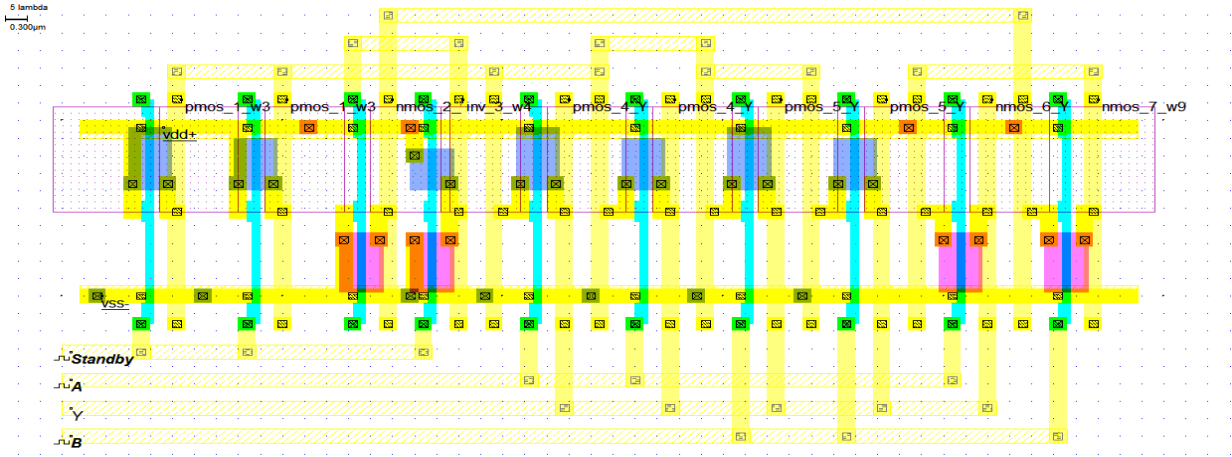 5 lambda
0.300µm
pmos_1_w3 pmos_1_w3 nmos_2_ inv_3_w4 pmos_4_Y pmos_4_Y pmos_5_Y pmos_5_Y nmos_6_Y nmos_7_w9
vdd+
vss-
Standby
A
Y
B